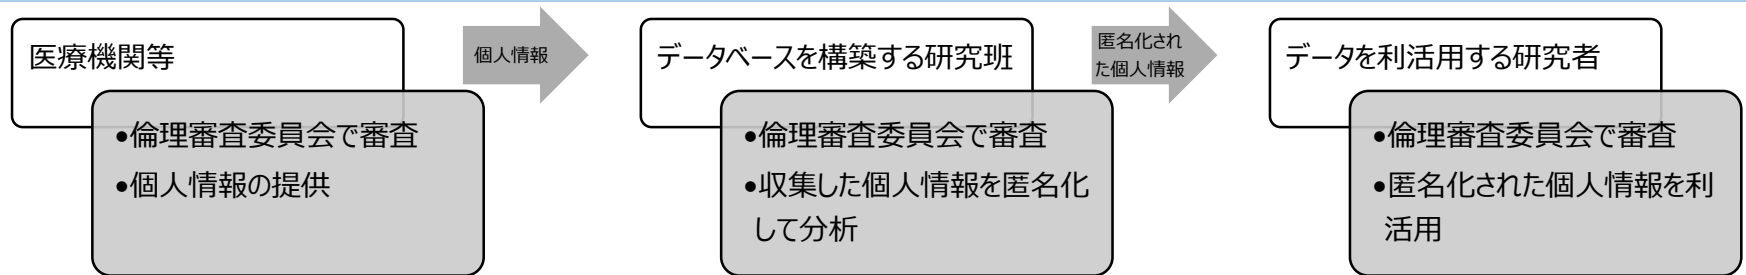 医療機関等
•倫理審査委員会で審査
•個人情報の提供
個人情報
データベースを構築する研究班
•倫理審査委員会で審査
•収集した個人情報を匿名化
して分析
匿名化され
た個人情報
データを利活用する研究者
•倫理審査委員会で審査
•匿名化された個人情報を利
活用